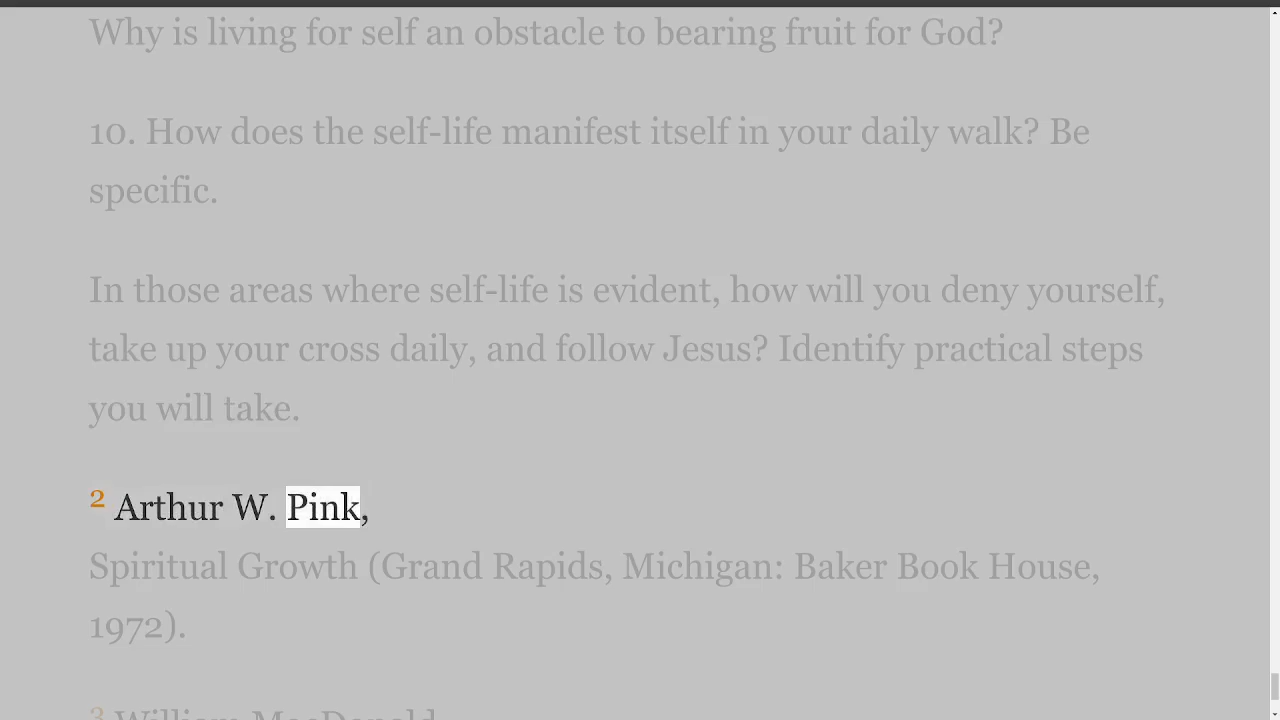 Why is living for self an obstacle to bearing fruit for God?
10. How does the self-life manifest itself in your daily walk? Be
specific.
In those areas where self-life is evident, how will you deny yourself,
take up your cross daily, and follow Jesus? Identify practical steps
you will take.
2 Arthur W. Pink,
Spiritual Growth (Grand Rapids, Michigan: Baker Book House,
1972).
3 William MacDonald